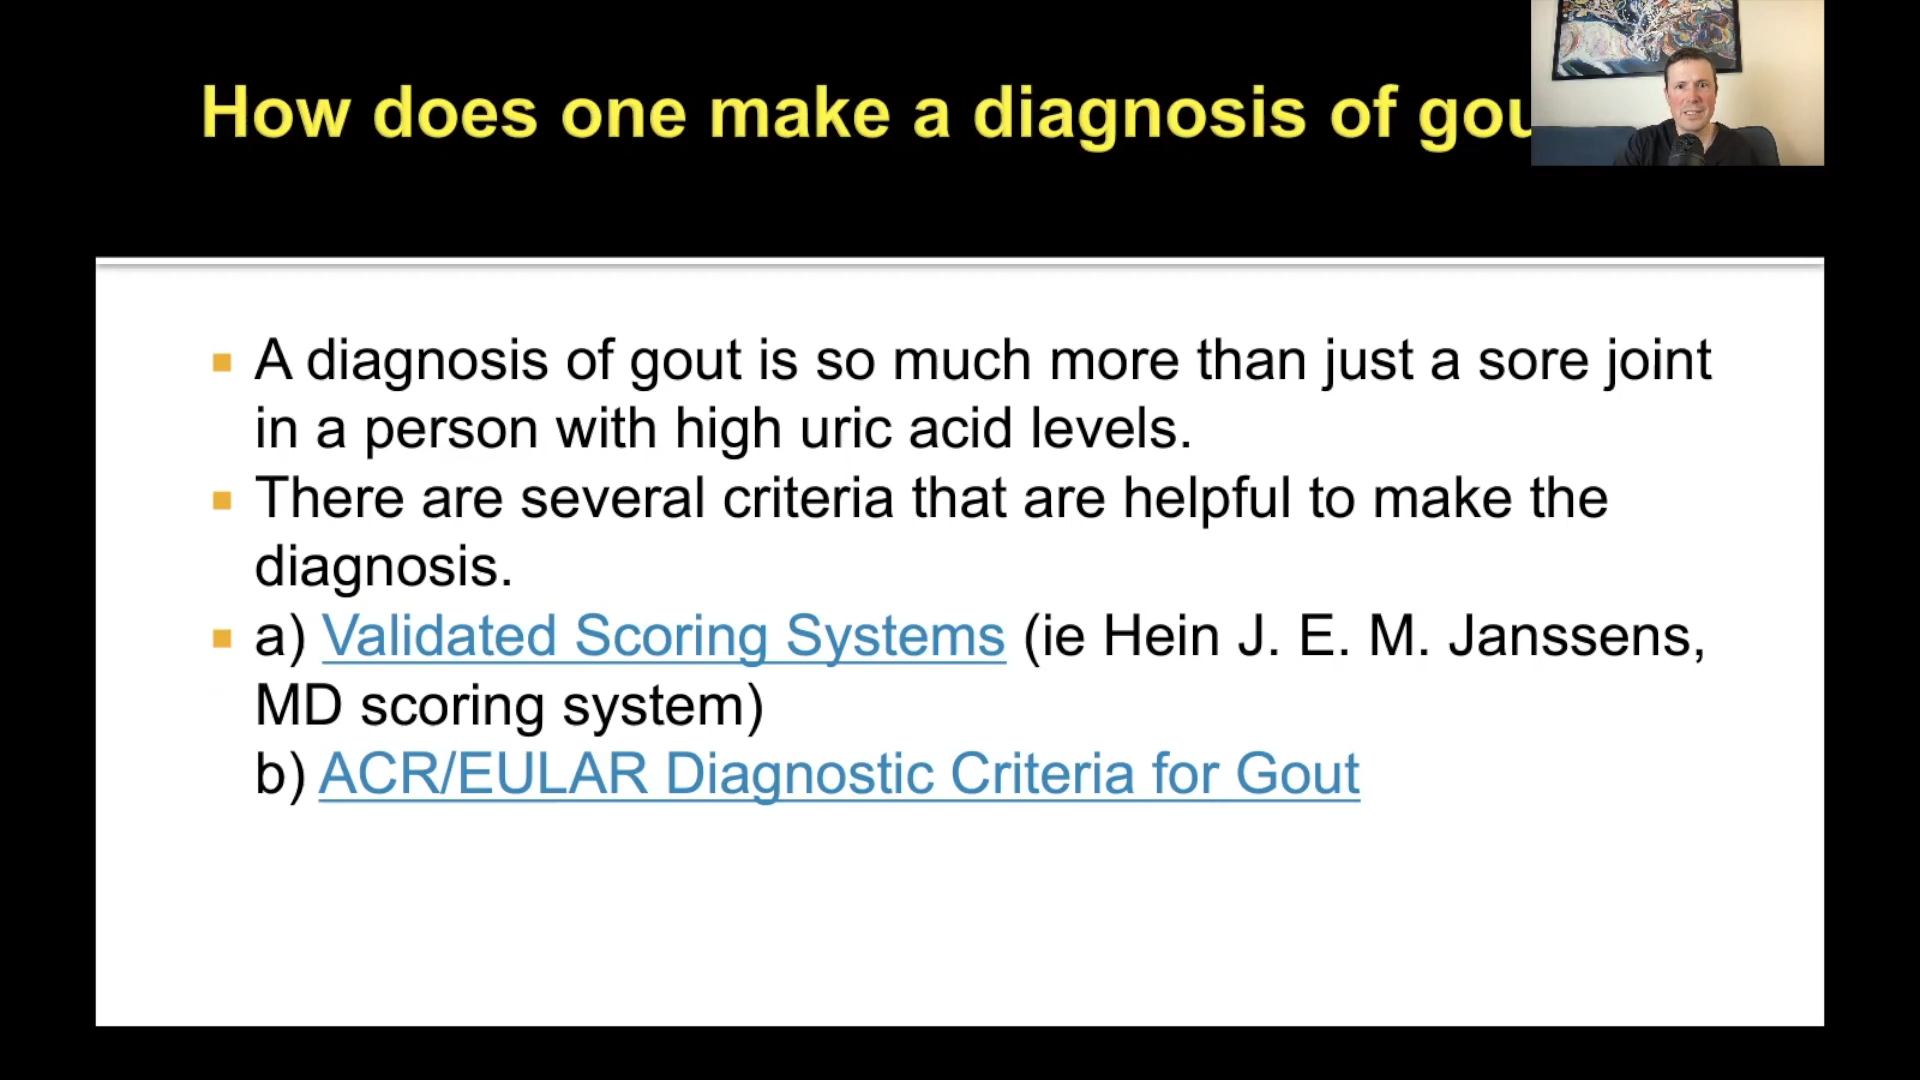 How does one make a diagnosis of gou
A diagnosis of gout is so much more than just a sore joint
in a person with high uric acid levels.
There are several criteria that are helpful to make the
diagnosis.
a) Validated Scoring Systems (ie Hein J. E. M. Janssens,
MD scoring system)
b) ACR/EULAR Diagnostic Criteria for Gout